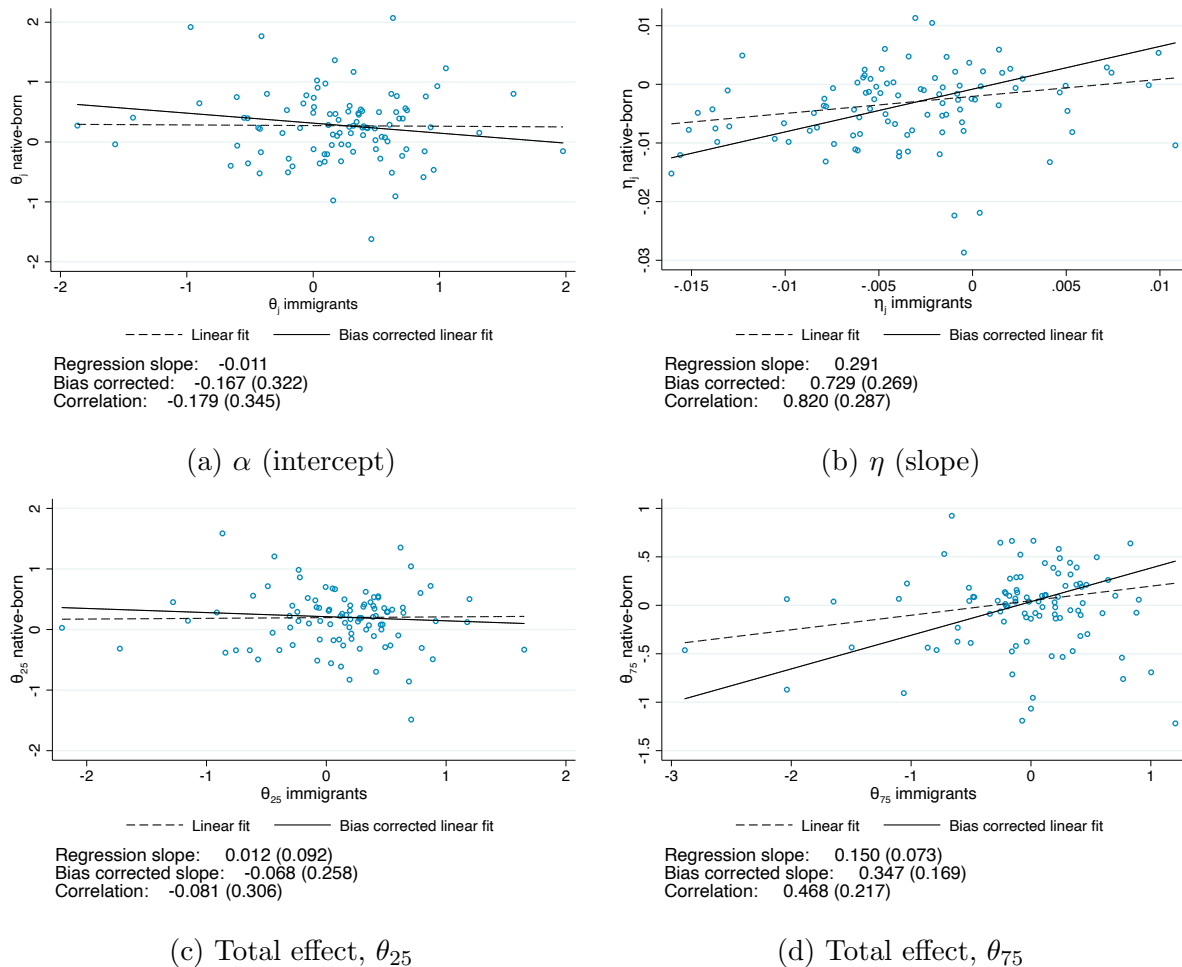 2
1
0
-1
-2
θj native-born
-2 -1 0 1 2
θj immigrants
Linear fit Bias corrected linear fit
Regression slope: -0.011
Bias corrected: -0.167 (0.322)
Correlation: -0.179 (0.345)
(a) α (intercept)
.01
0
-.01
-.02
-.03
ηj native-born
-.015 -.01 -.005 0 .005 .01
ηj immigrants
Linear fit Bias corrected linear fit
Regression slope: 0.291
Bias corrected: 0.729 (0.269)
Correlation: 0.820 (0.287)
(b) η (slope)
2
1
0
-1
-2
θ25 native-born
-2 -1 0 1 2
θ25 immigrants
Linear fit Bias corrected linear fit
Regression slope: 0.012 (0.092)
Bias corrected slope: -0.068 (0.258)
Correlation: -0.081 (0.306)
(c) Total effect, θ25
1
.5
0
-.5
-1
-1.5
θ75 native-born
-3 -2 -1 0 1
θ75 immigrants
Linear fit Bias corrected linear fit
Regression slope: 0.150 (0.073)
Bias corrected slope: 0.347 (0.169)
Correlation: 0.468 (0.217)
(d) Total effect, θ75